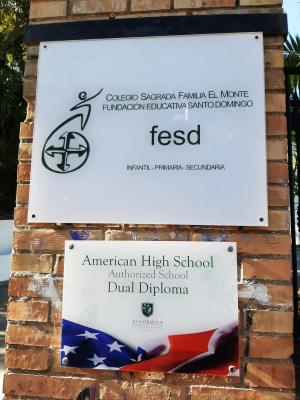 COLEGIO SAGRADA FAMILIA EL MONTE
FUNDACIÓN EDUCATIVA SANTO DOMINGO
fesd
INFANTIL - PRIMARIA - SECUNDARIA
American High School
Authorized School
Dual Diploma
ACADEMICA